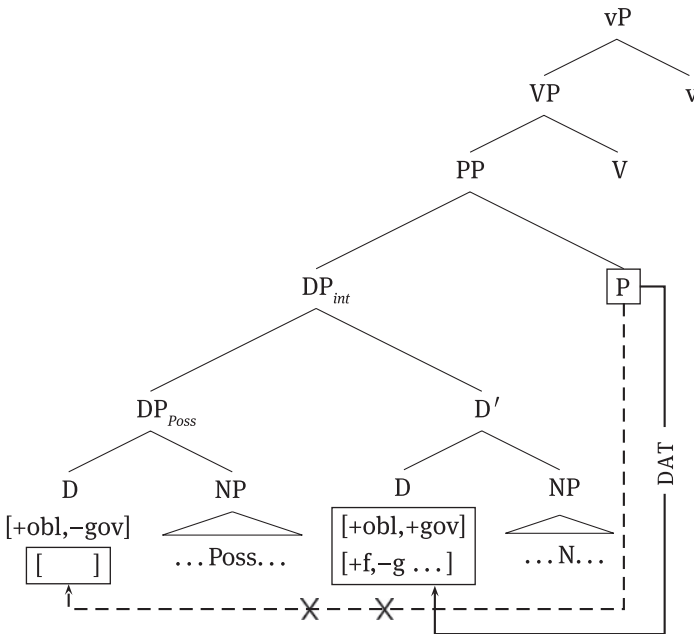 vP
VP v
PP V
DP_int P
DP_Poss D′
D NP D NP
[+obl,−gov] [+obl,+gov]
[ ] …Poss… [+f,−g …] …N…
DAT
X X